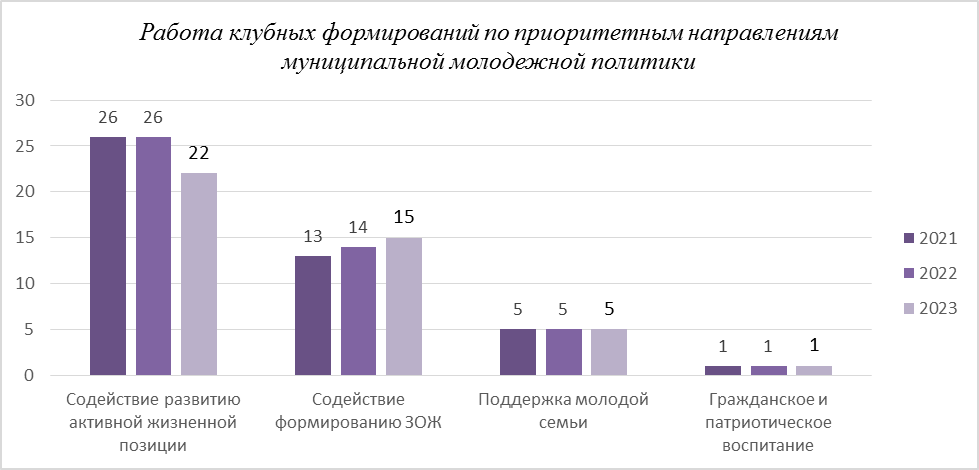 Работа клубных формирований по приоритетным направлениям
муниципальной молодежной политики
30
25
20
15
10
5
0
26 26 22
13 14 15
5 5 5
1 1 1
Содействие развитию
активной жизненной
позиции
Содействие
формированию ЗОЖ
Поддержка молодой
семьи
Гражданское и
патриотическое
воспитание
2021
2022
2023